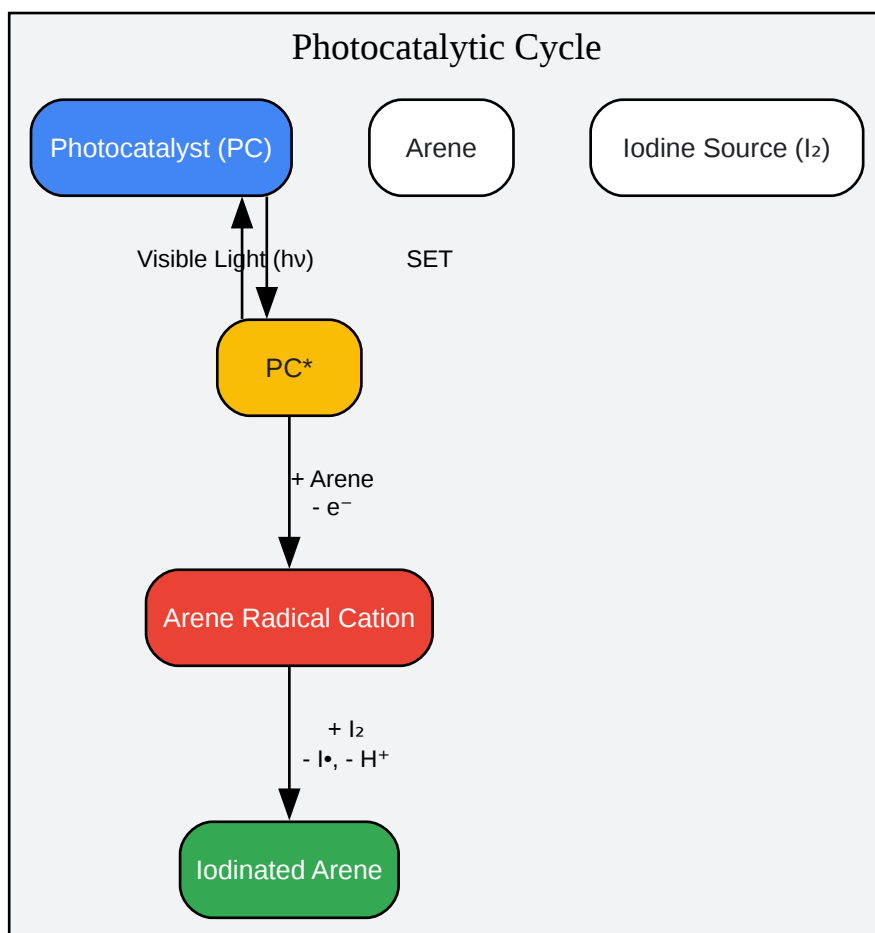 Photocatalytic Cycle
Photocatalyst (PC)
Arene
Iodine Source (I₂)
Visible Light (hν)
SET
PC*
+ Arene
- e⁻
Arene Radical Cation
+ I₂
- I•, - H⁺
Iodinated Arene